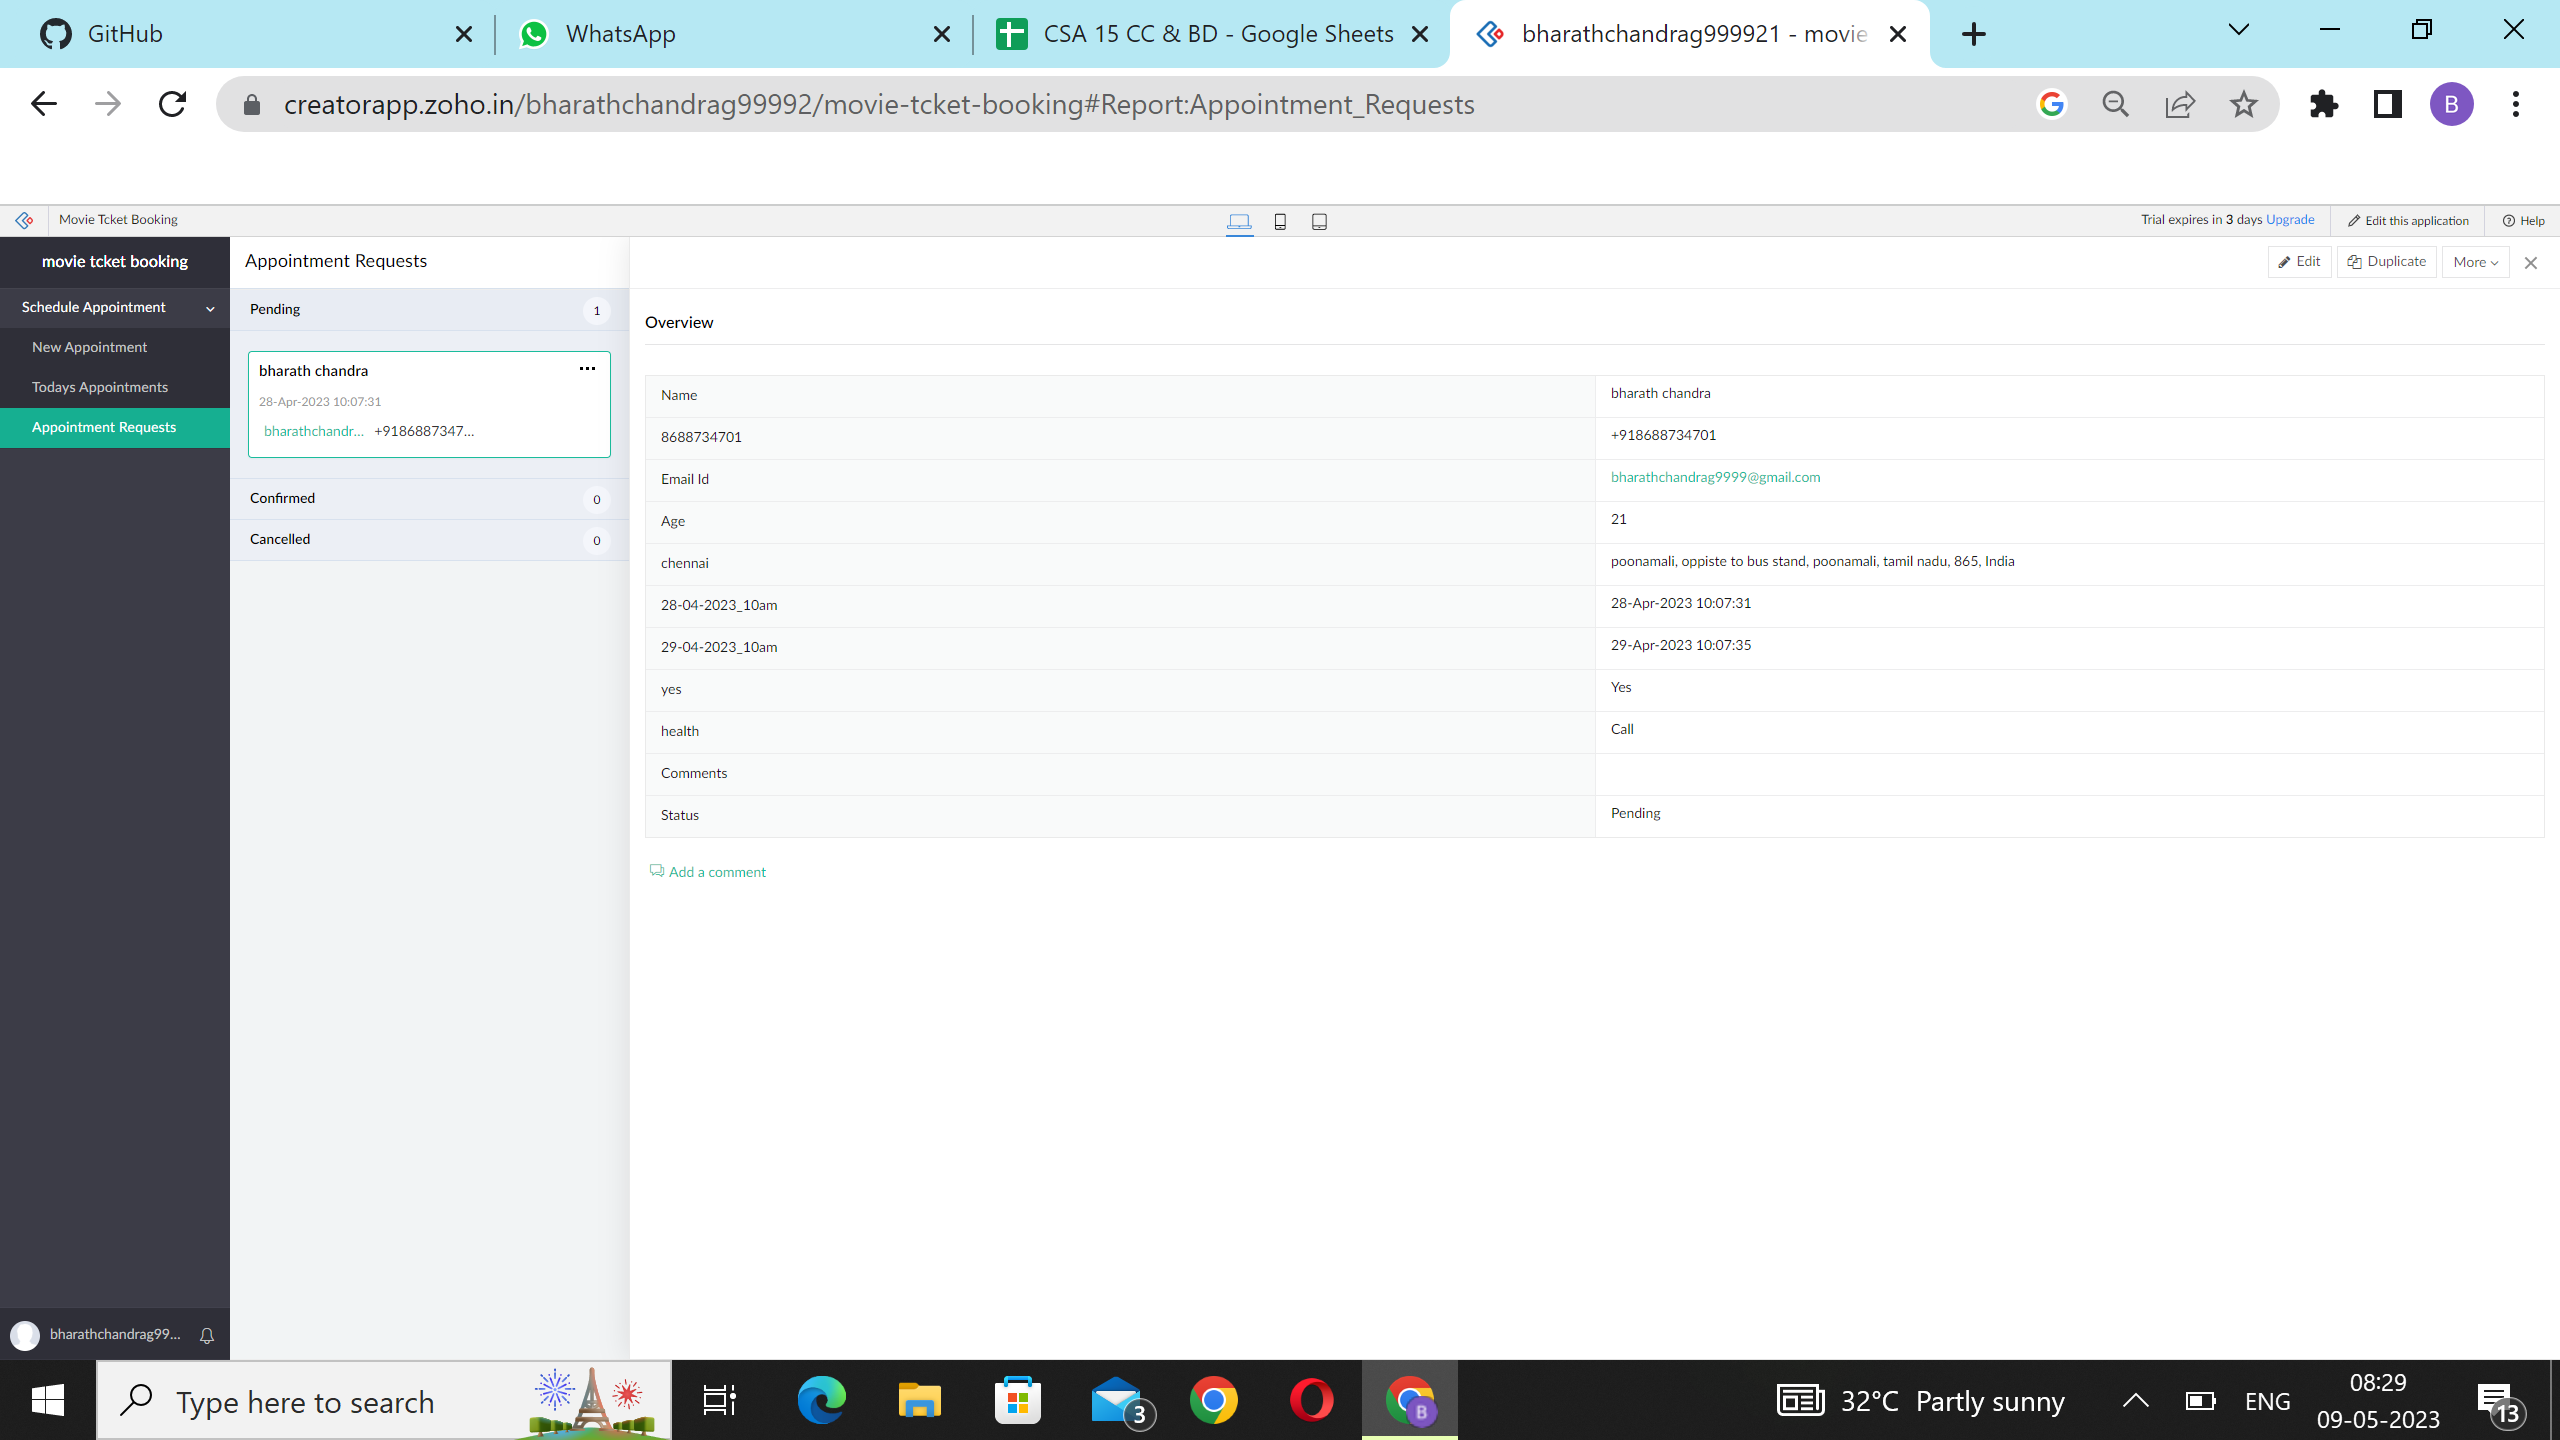 GitHub
WhatsApp
CSA 15 CC & BD - Google Sheets
bharathchandrag999921 - movie
creatorapp.zoho.in/bharathchandrag99992/movie-tcket-booking#Report:Appointment_Requests
B
Movie Tcket Booking
Trial expires in 3 days Upgrade
Edit this application
Help
movie tcket booking
Schedule Appointment
New Appointment
Todays Appointments
Appointment Requests
bharathchandrag99...
Appointment Requests
Pending 1
bharath chandra
28-Apr-2023 10:07:31
bharathchandr... +9186887347...
Confirmed 0
Cancelled 0
Edit
Duplicate
More
Overview
Name bharath chandra
8688734701 +918688734701
Email Id bharathchandrag9999@gmail.com
Age 21
chennai poonamali, oppiste to bus stand, poonamali, tamil nadu, 865, India
28-04-2023_10am 28-Apr-2023 10:07:31
29-04-2023_10am 29-Apr-2023 10:07:35
yes Yes
health Call
Comments
Status Pending
Add a comment
Type here to search
3
B
32°C Partly sunny
ENG
08:29
09-05-2023
13